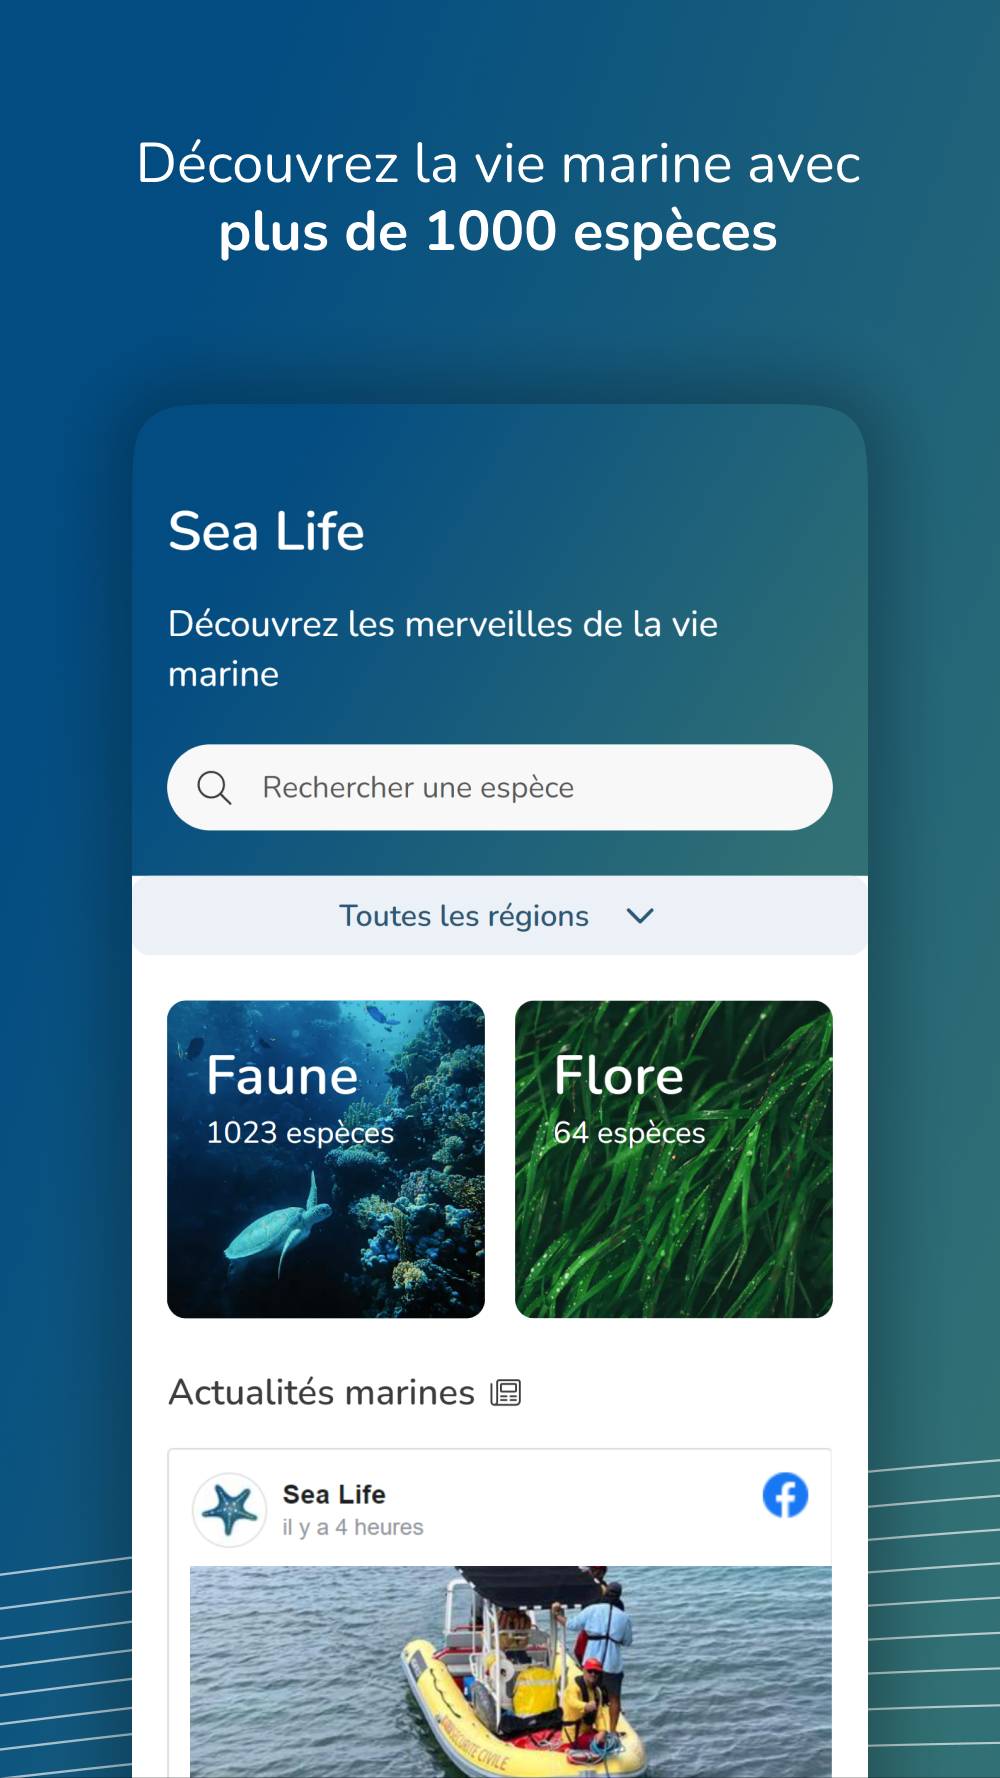 Découvrez la vie marine avec
plus de 1000 espèces
Sea Life
Découvrez les merveilles de la vie
marine
Rechercher une espèce
Toutes les régions
Faune
1023 espèces
Flore
64 espèces
Actualités marines
Sea Life
il y a 4 heures
CIVILE